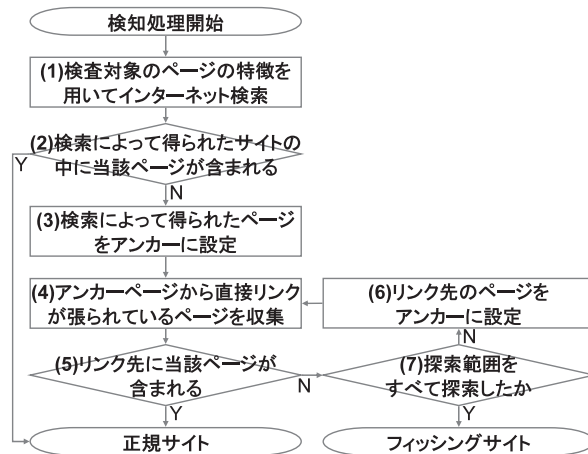 検知処理開始
(1)検査対象のページの特徴を
用いてインターネット検索
(2)検索によって得られたサイトの
中に当該ページが含まれる
Y
N
(3)検索によって得られたページ
をアンカーに設定
(4)アンカーページから直接リンク
が張られているページを収集
(6)リンク先のページを
アンカーに設定
(5)リンク先に当該ページが
含まれる
N
Y
(7)探索範囲を
すべて探索したか
N
Y
正規サイト
フィッシングサイト